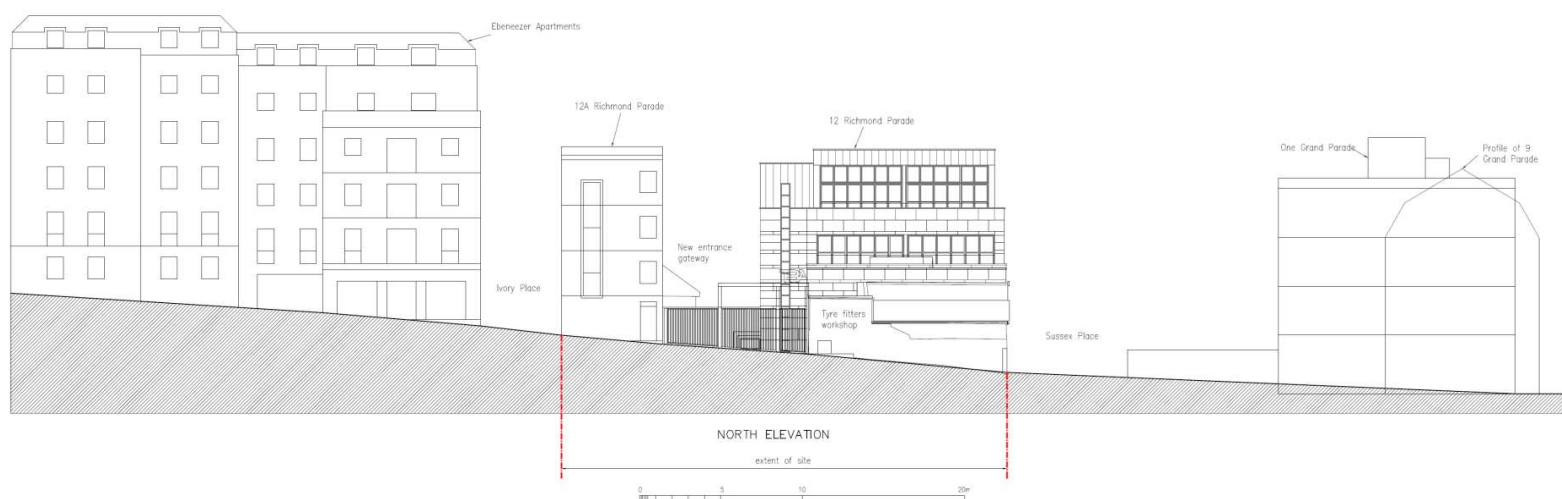 Ebeneezer Apartments
12A Richmond Parade
12 Richmond Parade
One Grand Parade
Profile of 9
Grand Parade
New entrance
gateway
Ivory Place
Tyre fitters
workshop
Sussex Place
NORTH ELEVATION
extent of site
0 5 10 20m